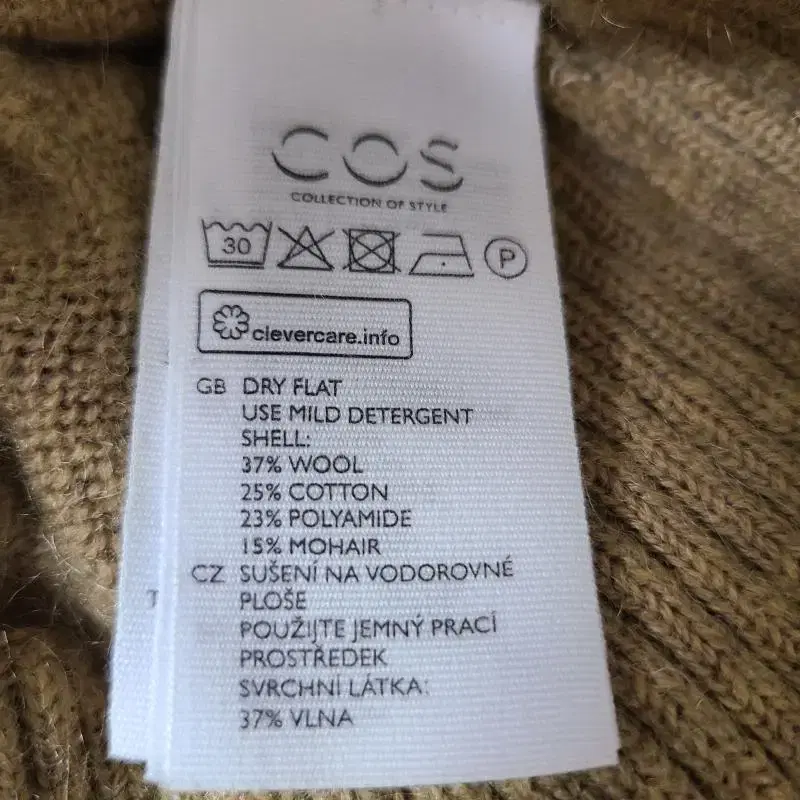 COS
COLLECTION OF STYLE
30
P
clevercare.info
GB DRY FLAT
USE MILD DETERGENT
SHELL:
37% WOOL
25% COTTON
23% POLYAMIDE
15% MOHAIR
CZ SUŠENÍ NA VODOROVNÉ
PLOŠE
POUŽIJTE JEMNÝ PRACÍ
PROSTŘEDEK
SVRCHNÍ LÁTKA:
37% VLNA